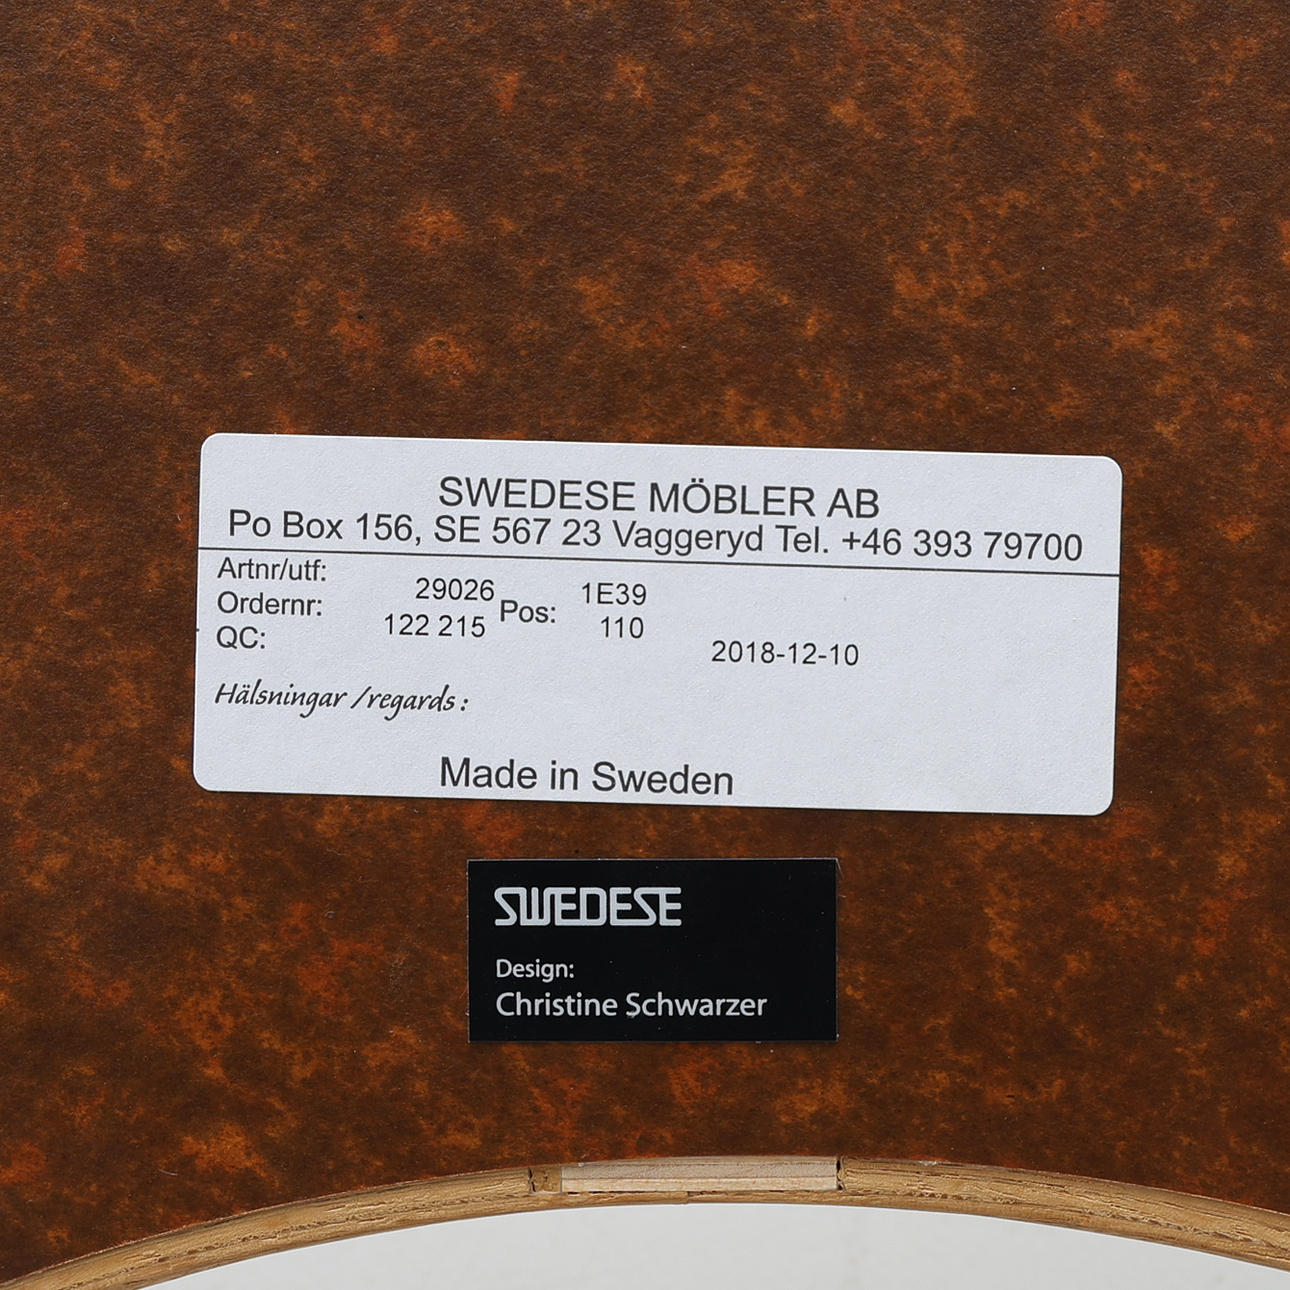 SWEDESE MÖBLER AB
Po Box 156, SE 567 23 Vaggeryd Tel. +46 393 79700
Artnr/utf: 29026 1E39
Ordernr: 122 215 Pos: 110
QC: 2018-12-10
Hälsningar /regards :
Made in Sweden
SWEDESE
Design:
Christine Schwarzer